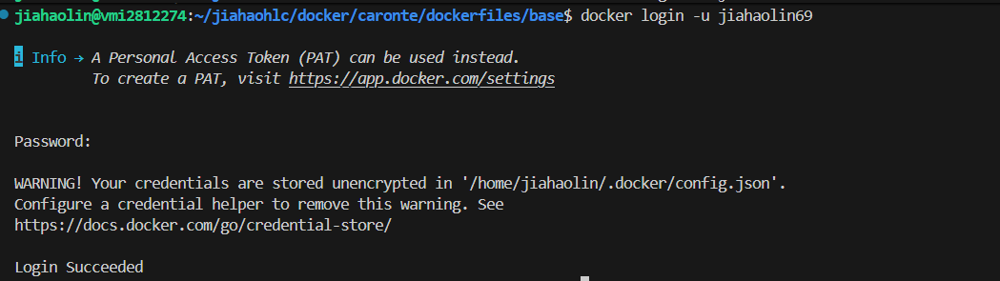 jiahaolin@vmi2812274:~/jiahaohlc/docker/caronte/dockerfiles/base$ docker login -u jiahaolin69
i Info → A Personal Access Token (PAT) can be used instead.
To create a PAT, visit https://app.docker.com/settings
Password:
WARNING! Your credentials are stored unencrypted in '/home/jiahaolin/.docker/config.json'.
Configure a credential helper to remove this warning. See
https://docs.docker.com/go/credential-store/
Login Succeeded